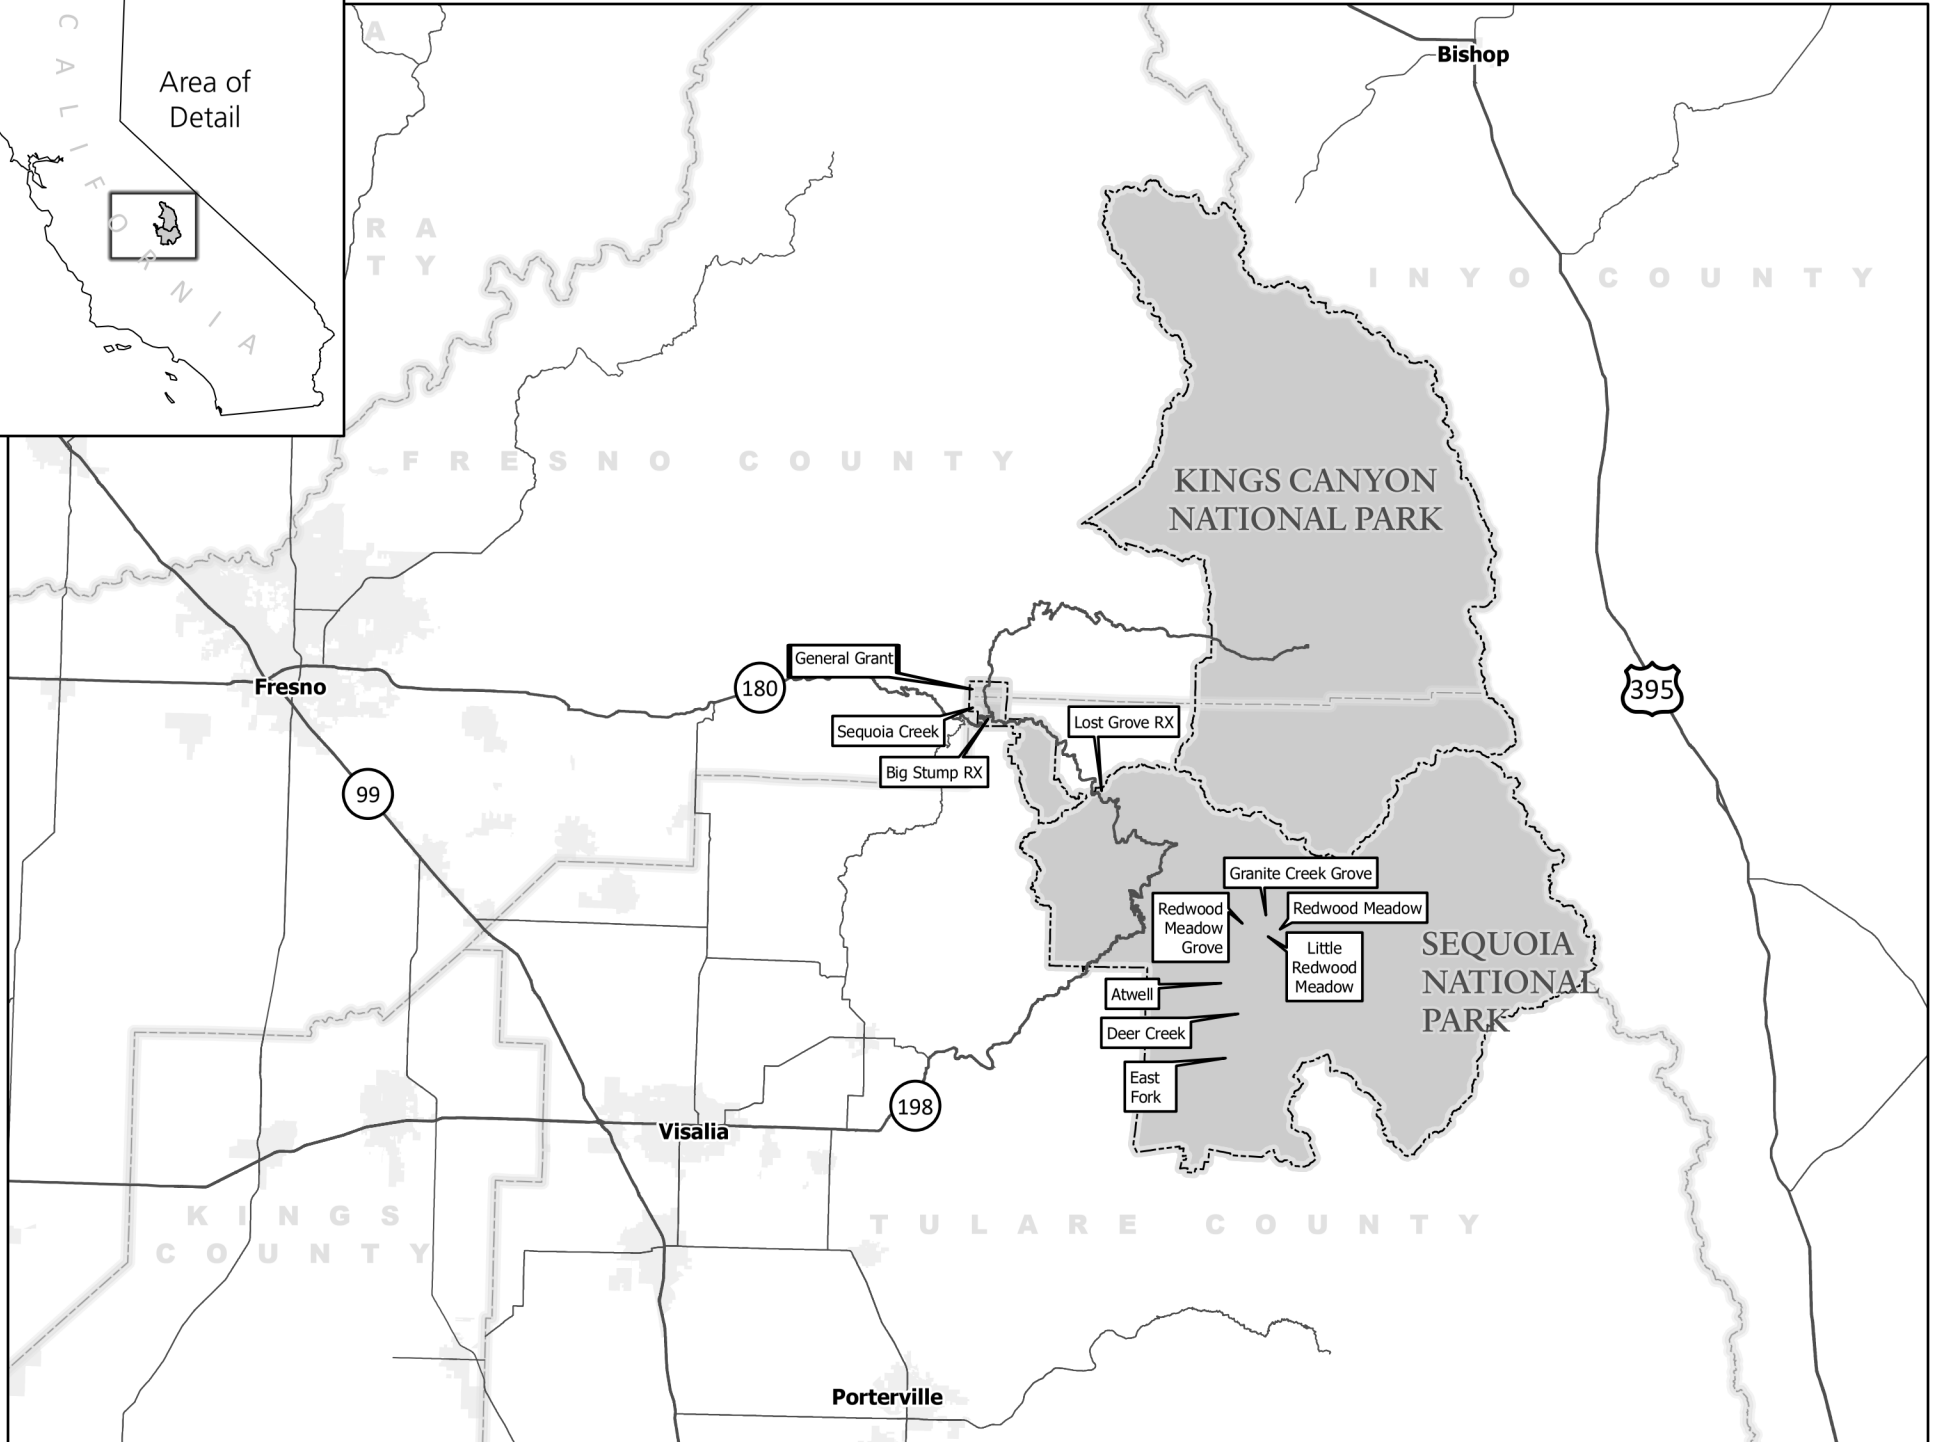 CALIFORNIA
Area of
Detail
A
R A
T Y
Bishop
INYO COUNTY
FRESNO COUNTY
KINGS CANYON
NATIONAL PARK
General Grant
180
Fresno
395
Sequoia Creek
Lost Grove RX
Big Stump RX
99
Granite Creek Grove
Redwood
Meadow
Grove
Redwood Meadow
Little
Redwood
Meadow
SEQUOIA
NATIONAL
PARK
Atwell
Deer Creek
East
Fork
198
Visalia
KINGS
COUNTY
TULARE COUNTY
Porterville